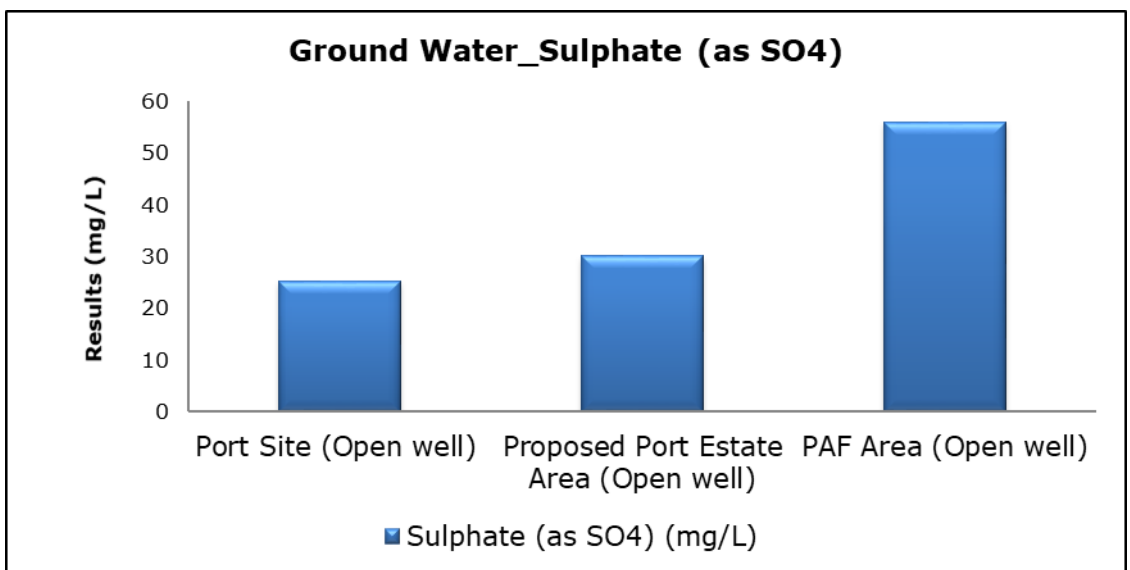 Ground Water_Sulphate (as SO4)
60
50
40
30
20
10
0
Results (mg/L)
Port Site (Open well)
Proposed Port Estate
Area (Open well)
PAF Area (Open well)
Sulphate (as SO4) (mg/L)